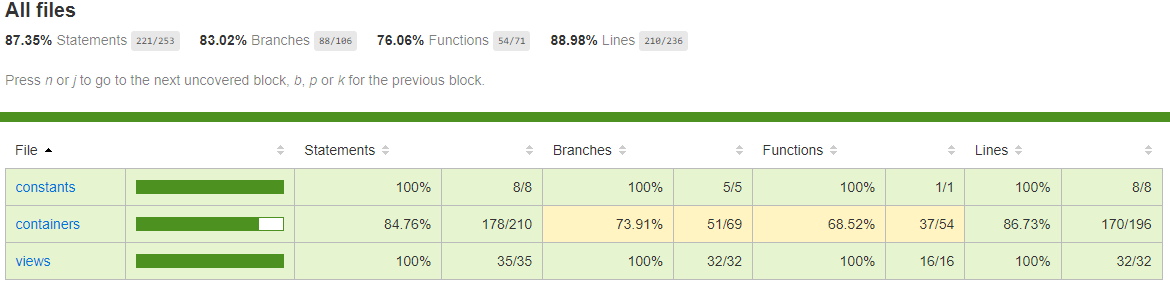 All files
87.35% Statements 221/253 83.02% Branches 88/106 76.06% Functions 54/71 88.98% Lines 210/236
Press n or j to go to the next uncovered block, b, p or k for the previous block.
File Statements Branches Functions Lines
constants 100% 8/8 100% 5/5 100% 1/1 100% 8/8
containers 84.76% 178/210 73.91% 51/69 68.52% 37/54 86.73% 170/196
views 100% 35/35 100% 32/32 100% 16/16 100% 32/32